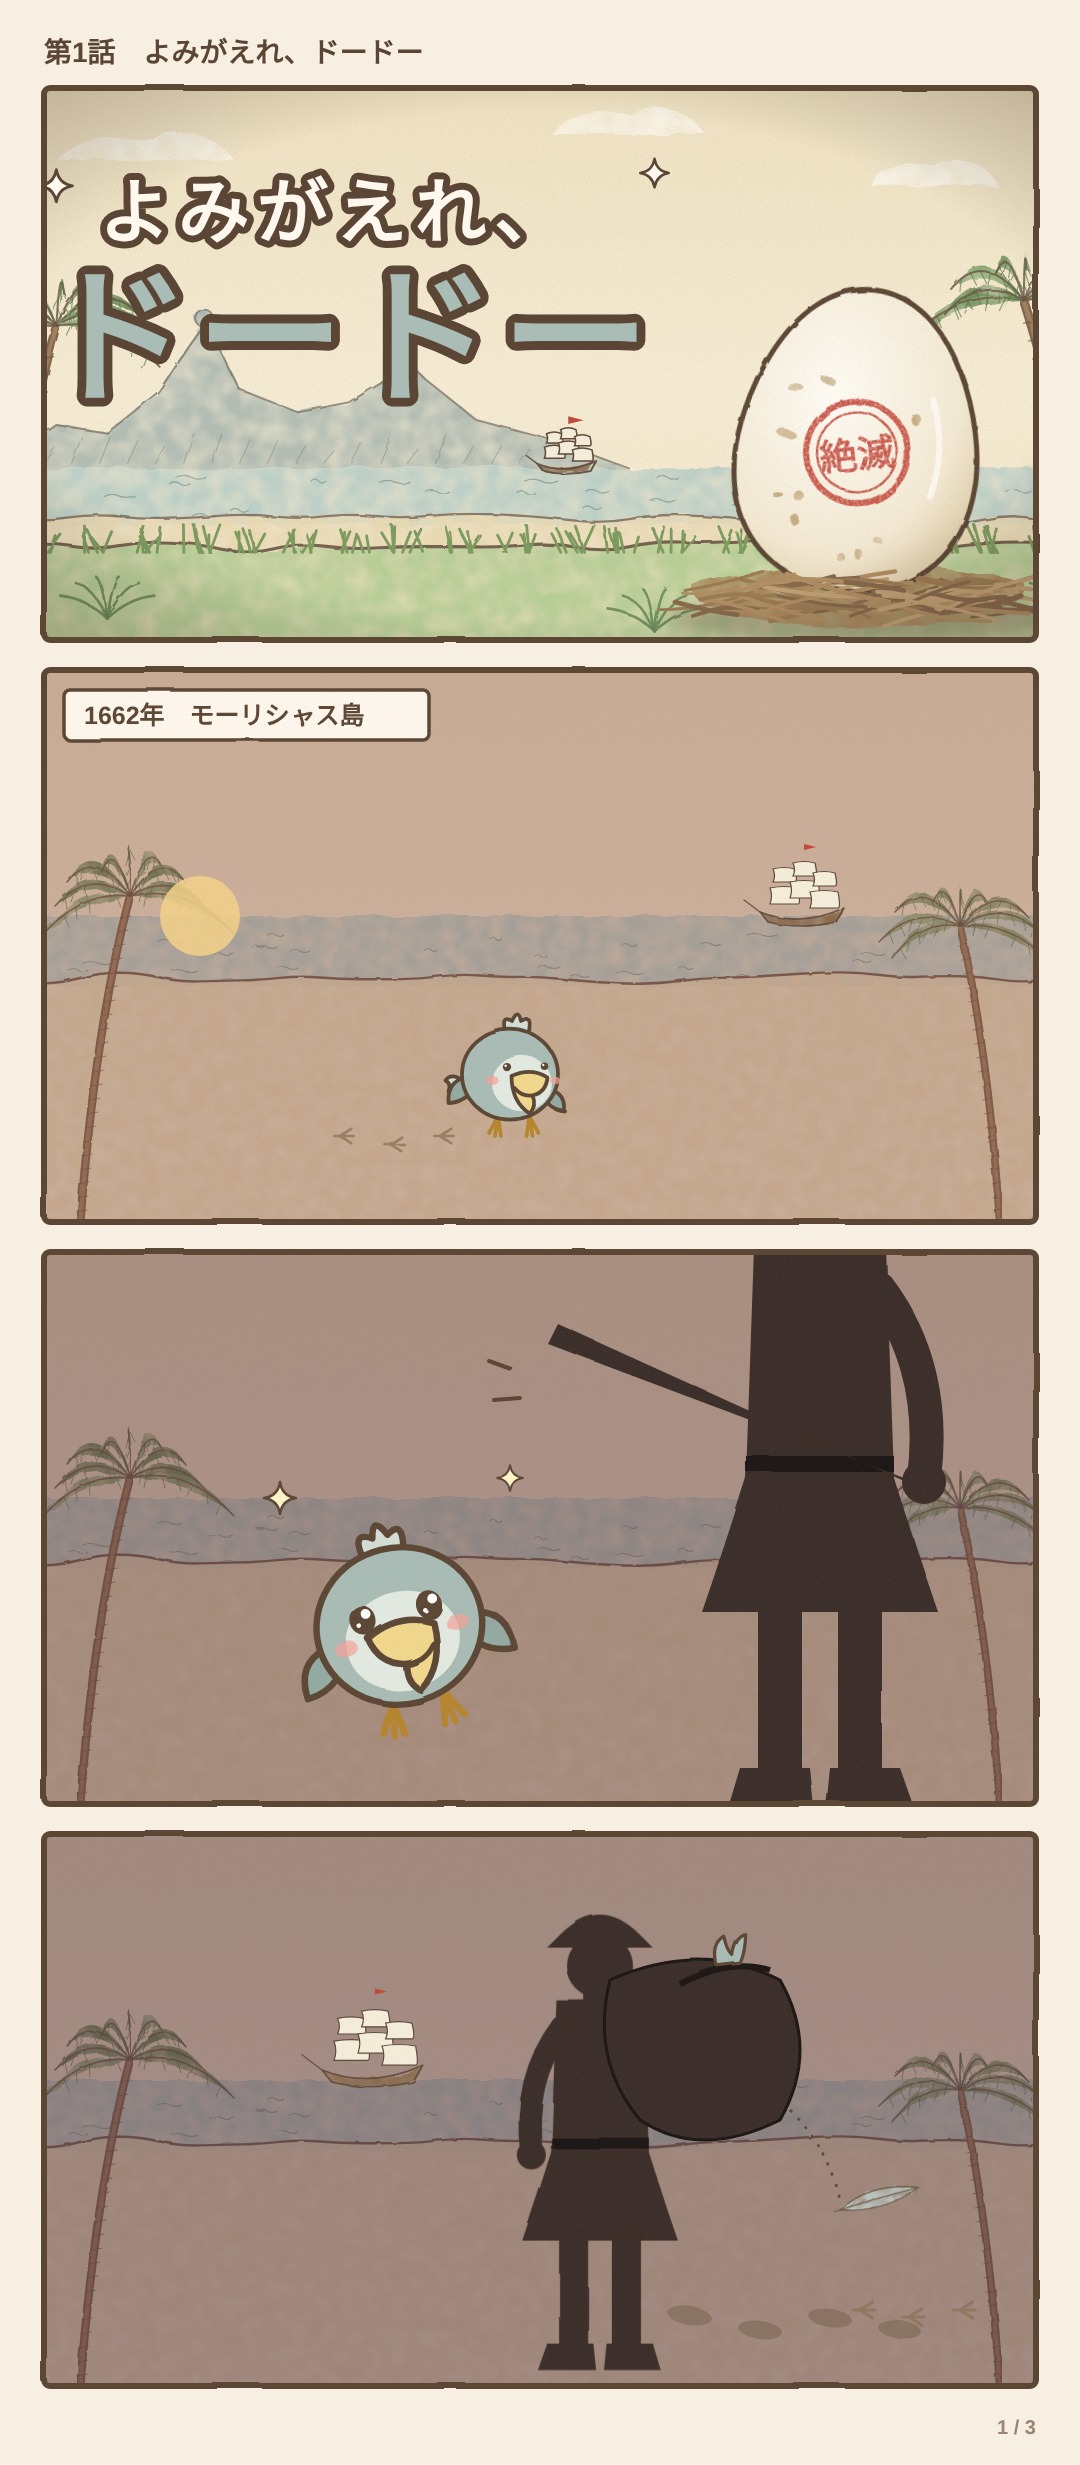 第1話　よみがえれ、ドードー
よみがえれ、
ドードー
絶滅
1662年　モーリシャス島
1 / 3